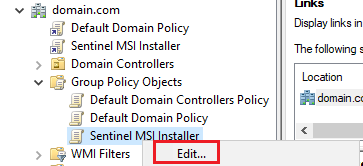 domain.com
Default Domain Policy
Sentinel MSI Installer
Domain Controllers
Group Policy Objects
Default Domain Controllers Policy
Default Domain Policy
Sentinel MSI Installer
WMI Filters
Edit...
Links
Display links in
The following s
Location
domain.co